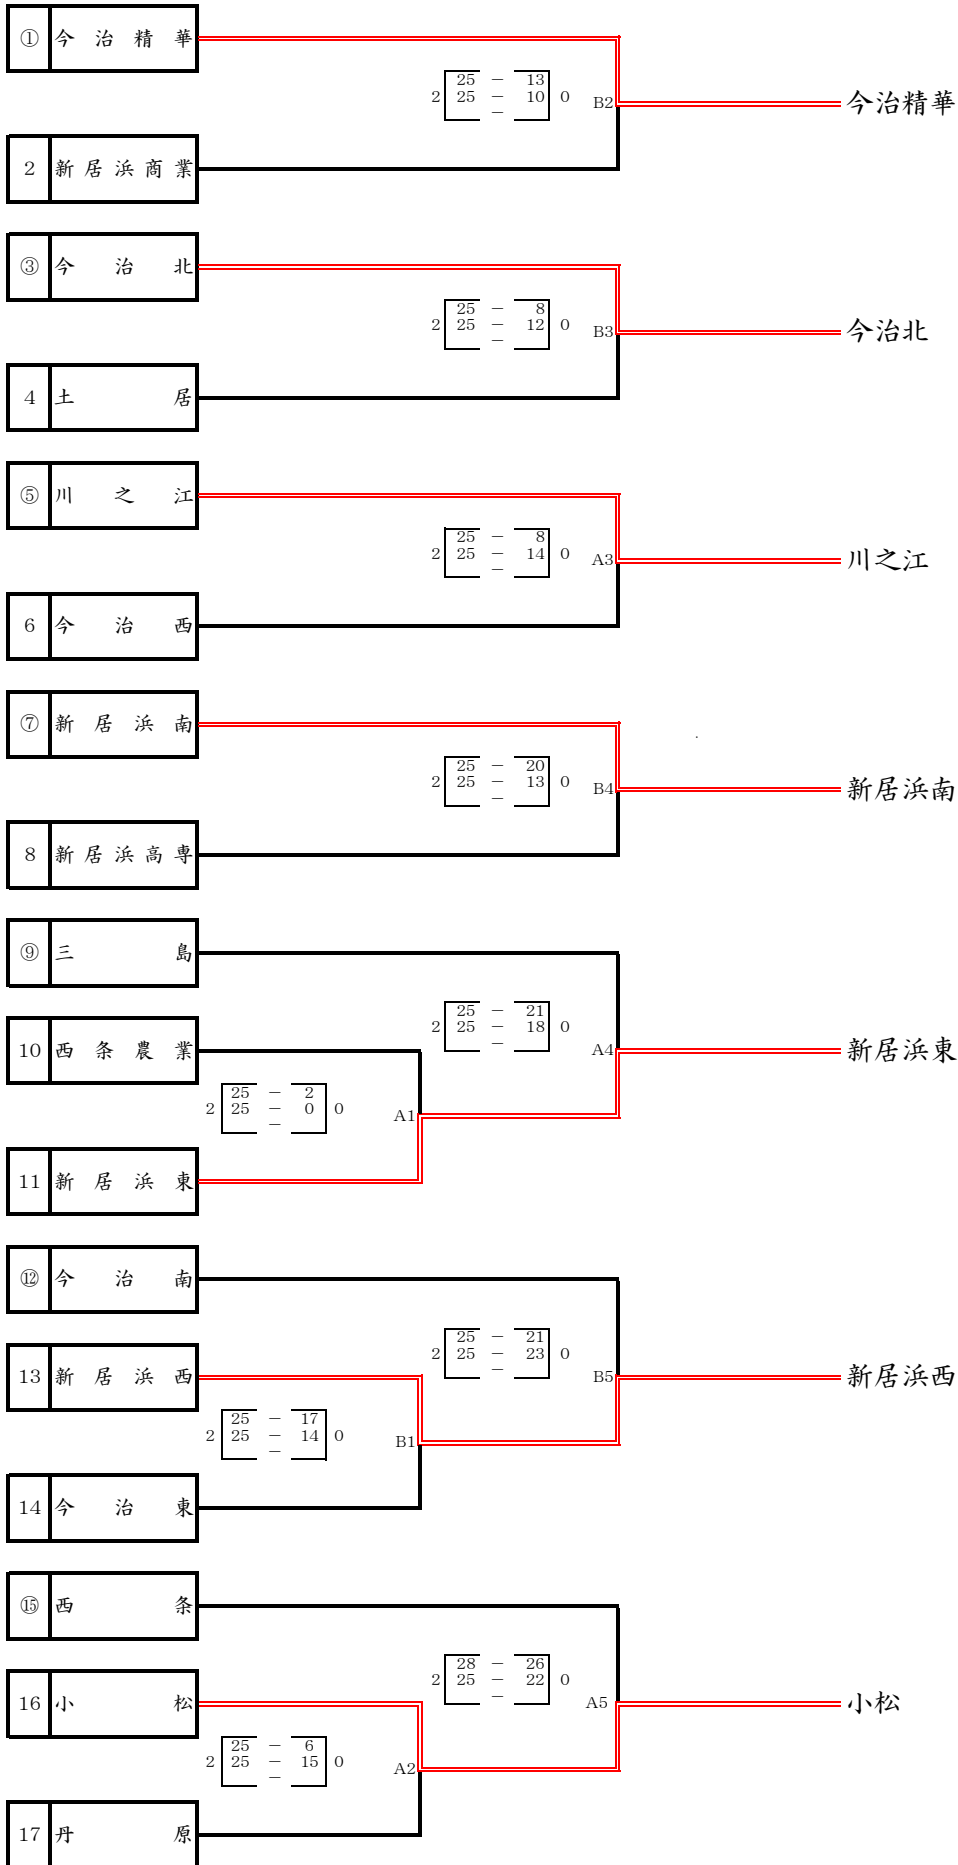 ① 今治精華
25 － 13
2 25 － 10 0
－
B2
今治精華
2 新居浜商業
③ 今治北
25 － 8
2 25 － 12 0
－
B3
今治北
4 土居
⑤ 川之江
25 － 8
2 25 － 14 0
－
A3
川之江
6 今治西
⑦ 新居浜南
25 － 20
2 25 － 13 0
－
B4
新居浜南
8 新居浜高専
⑨ 三島
25 － 21
2 25 － 18 0
－
A4
新居浜東
10 西条農業
25 － 2
2 25 － 0 0
－
A1
11 新居浜東
⑫ 今治南
25 － 21
2 25 － 23 0
－
B5
新居浜西
13 新居浜西
25 － 17
2 25 － 14 0
－
B1
14 今治東
⑮ 西条
28 － 26
2 25 － 22 0
－
A5
小松
16 小松
25 － 6
2 25 － 15 0
－
A2
17 丹原